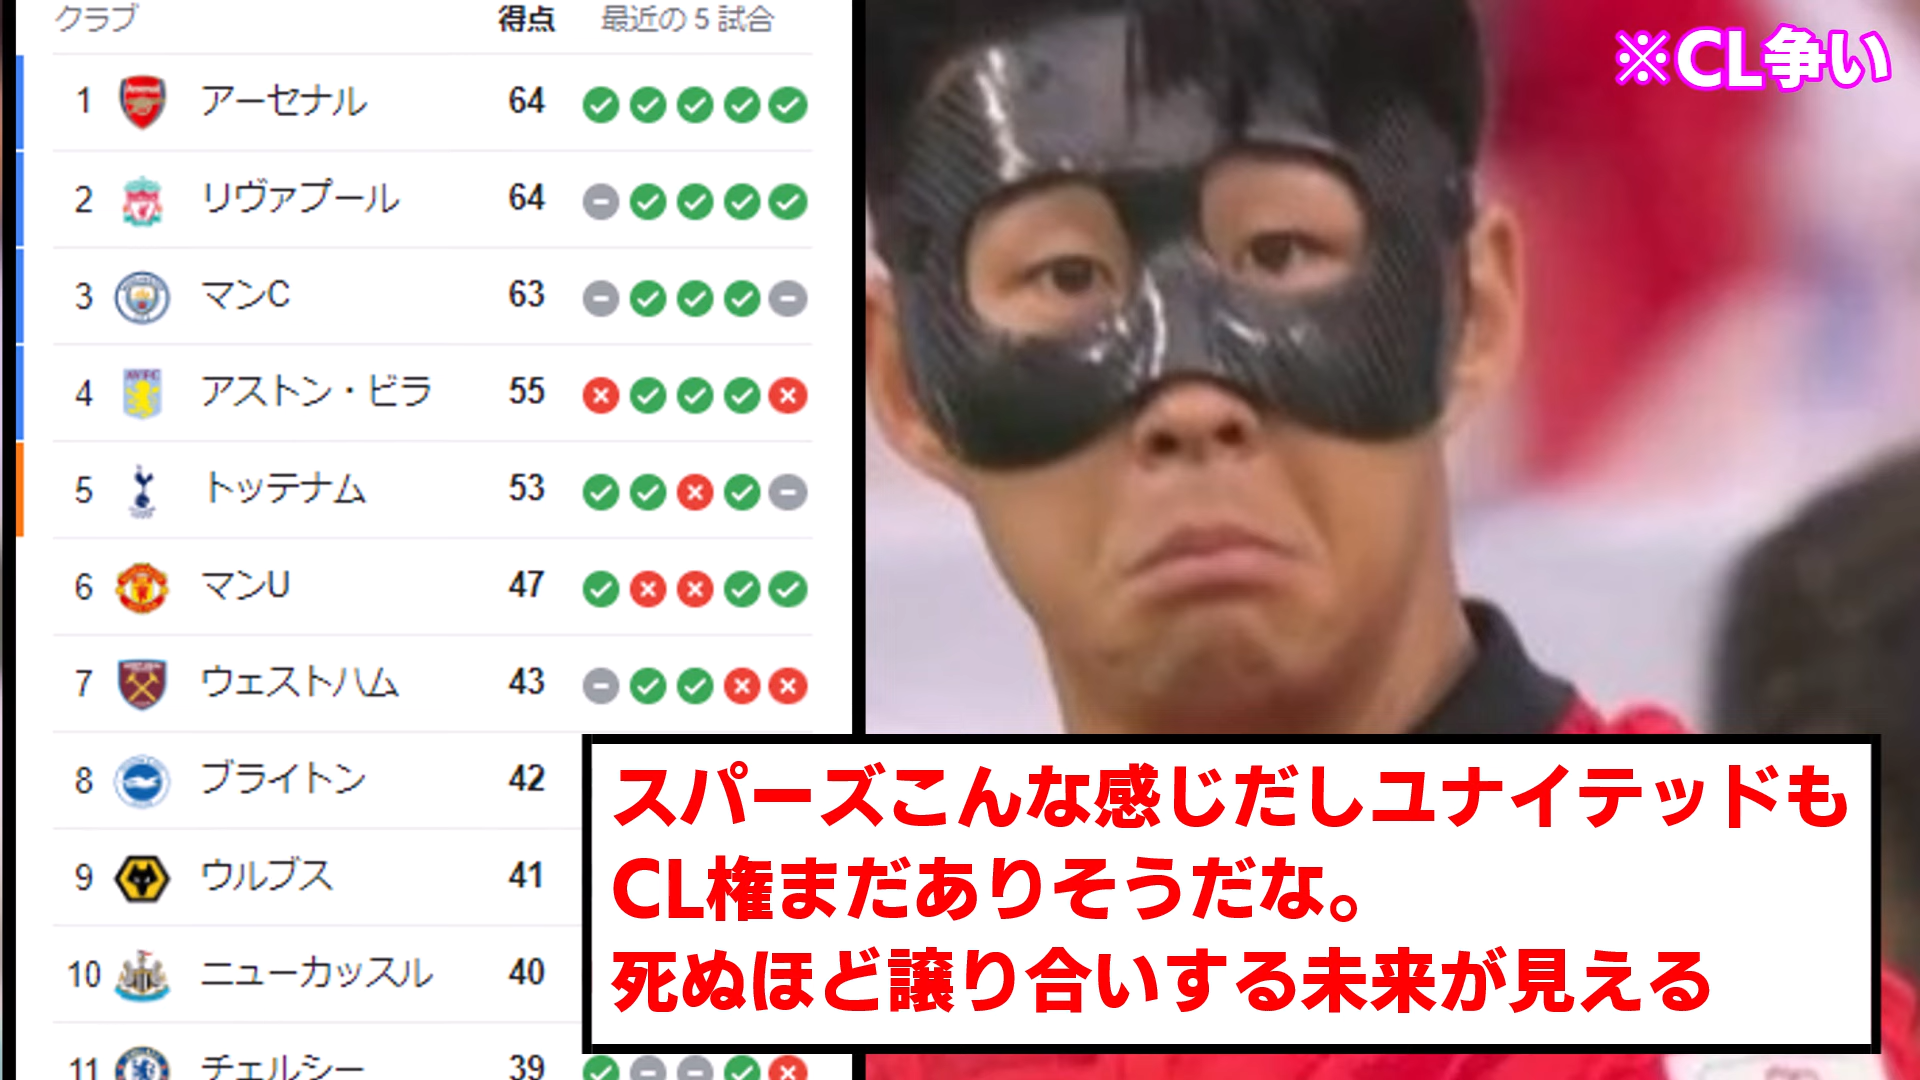 クラブ 得点 最近の 5 試合
※CL争い
1 アーセナル 64
2 リヴァプール 64
3 マンC 63
4 アストン・ビラ 55
5 トッテナム 53
6 マンU 47
7 ウェストハム 43
8 ブライトン 42
9 ウルブス 41
10 ニューカッスル 40
11 チェルシー 39
スパーズこんな感じだしユナイテッドも
CL権まだありそうだな。
死ぬほど譲り合いする未来が見える